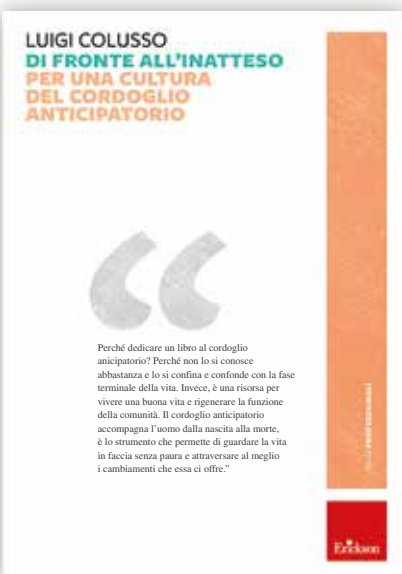 LUIGI COLUSSO
DI FRONTE ALL'INATTESO
PER UNA CULTURA
DEL CORDOGLIO
ANTICIPATORIO
“
Perché dedicare un libro al cordoglio
anicipatorio? Perché non lo si conosce
abbastanza e lo si confina e confonde con la fase
terminale della vita. Invece, è una risorsa per
vivere una buona vita e rigenerare la funzione
della comunità. Il cordoglio anticipatorio
accompagna l'uomo dalla nascita alla morte,
è lo strumento che permette di guardare la vita
in faccia senza paura e attraversare al meglio
i cambiamenti che essa ci offre.”
PROFESSIONALI
Erickson